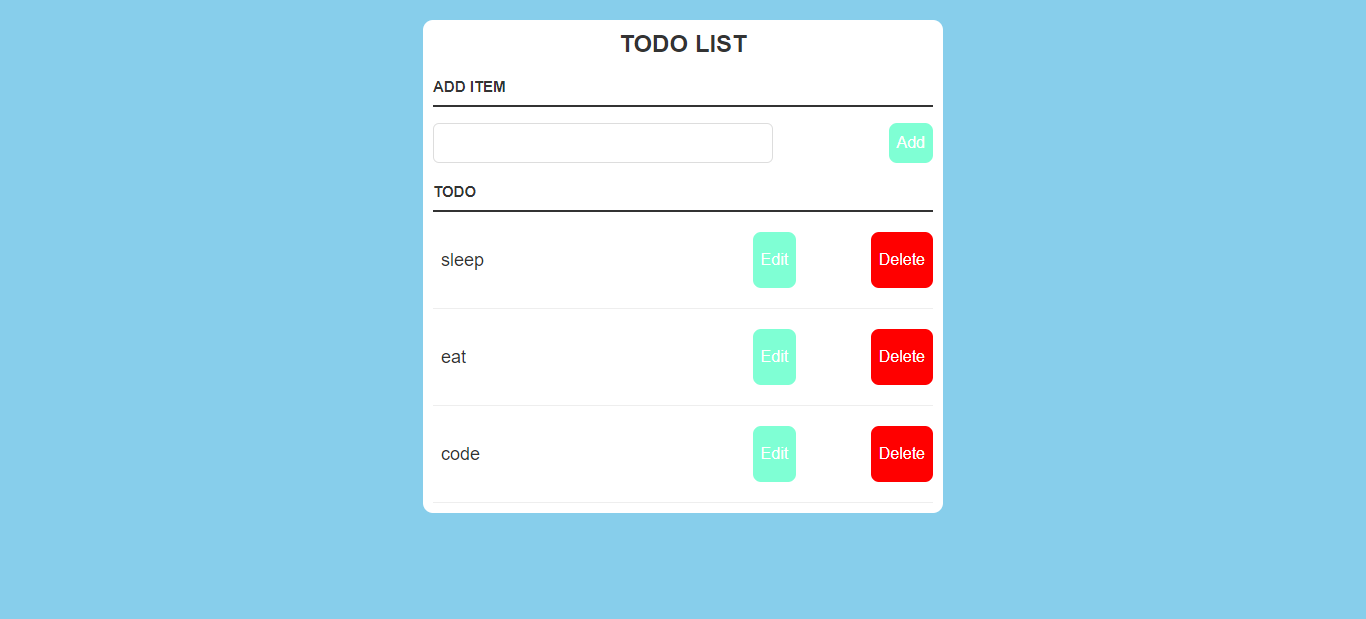 TODO LIST
ADD ITEM
Add
TODO
sleep Edit Delete
eat Edit Delete
code Edit Delete